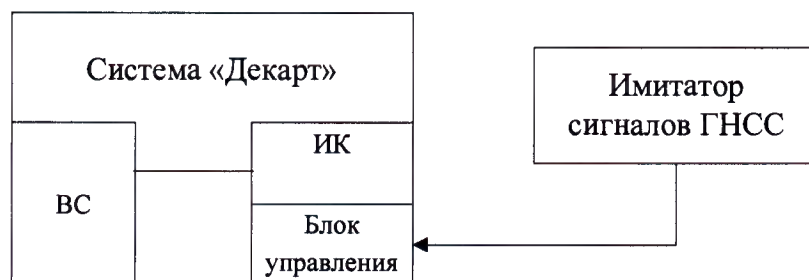 Система «Декарт»
Имитатор
сигналов ГНСС
ИК
ВС
Блок
управления